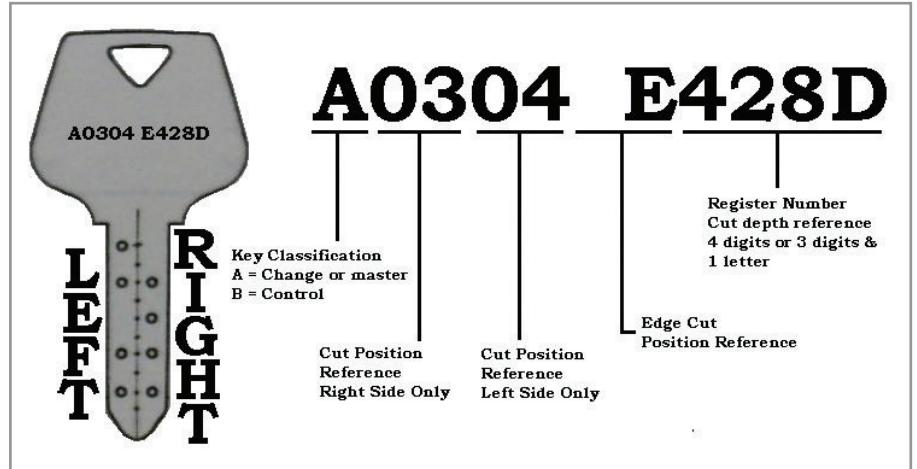 A0304 E428D
LEFT
RIGHT
A0304 E428D
Key Classification
A = Change or master
B = Control
Cut Position
Reference
Right Side Only
Cut Position
Reference
Left Side Only
Edge Cut
Position Reference
Register Number
Cut depth reference
4 digits or 3 digits &
1 letter